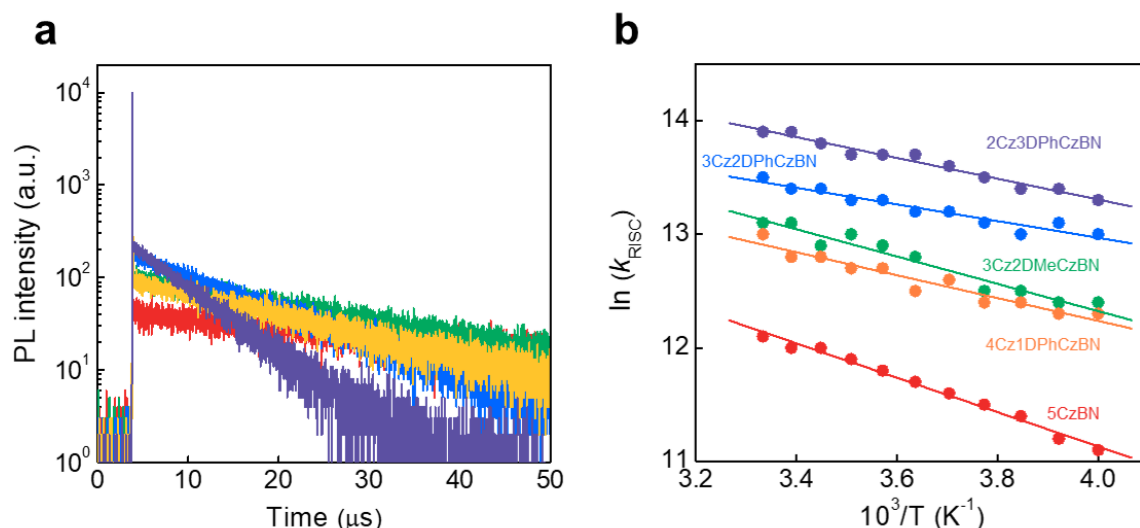 a
PL intensity (a.u.)
10^4
10^3
10^2
10^1
10^0
0
10
20
30
40
50
Time (μs)
b
ln (k_RISC)
14
13
12
11
2Cz3DPhCzBN
3Cz2DPhCzBN
3Cz2DMeCzBN
4Cz1DPhCzBN
5CzBN
3.2
3.4
3.6
3.8
4.0
10^3/T (K^-1)